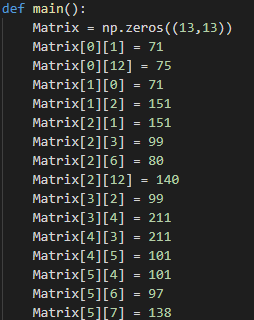 def main():
    Matrix = np.zeros((13,13))
    Matrix[0][1] = 71
    Matrix[0][12] = 75
    Matrix[1][0] = 71
    Matrix[1][2] = 151
    Matrix[2][1] = 151
    Matrix[2][3] = 99
    Matrix[2][6] = 80
    Matrix[2][12] = 140
    Matrix[3][2] = 99
    Matrix[3][4] = 211
    Matrix[4][3] = 211
    Matrix[4][5] = 101
    Matrix[5][4] = 101
    Matrix[5][6] = 97
    Matrix[5][7] = 138